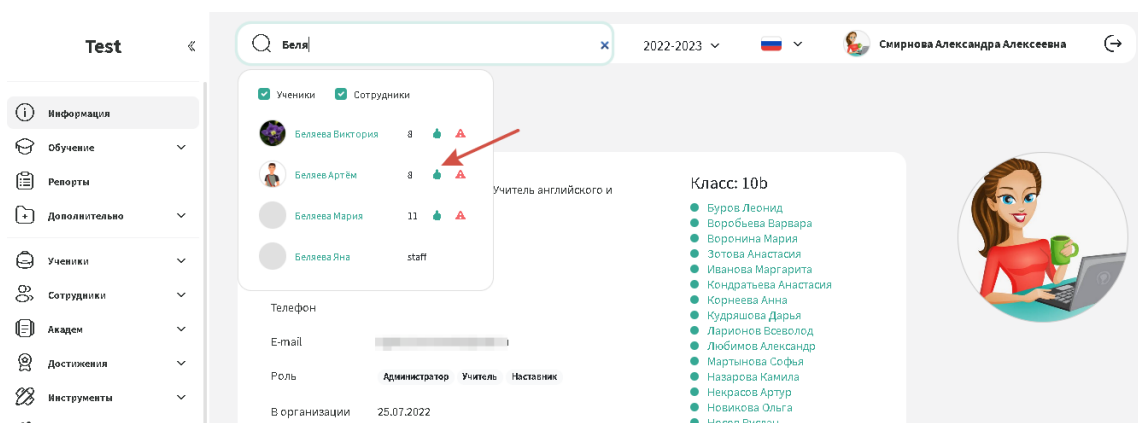 Test «
Беля × 2022-2023 Смирнова Александра Алексеевна
Ученики Сотрудники
Беляева Виктория 8
Беляев Артём 8
Беляева Мария 11
Беляева Яна staff
Информация
Обучение
Репорты
Дополнительно
Ученики
Сотрудники
Академ
Достижения
Инструменты
Учитель английского и
Телефон
E-mail
Роль Администратор Учитель Наставник
В организации 25.07.2022
Класс: 10b
Буров Леонид
Воробьева Варвара
Воронина Мария
Зотова Анастасия
Иванова Маргарита
Кондратьева Анастасия
Корнеева Анна
Кудряшова Дарья
Ларионов Всеволод
Любимов Александр
Мартынова Софья
Назарова Камила
Некрасов Артур
Новикова Ольга